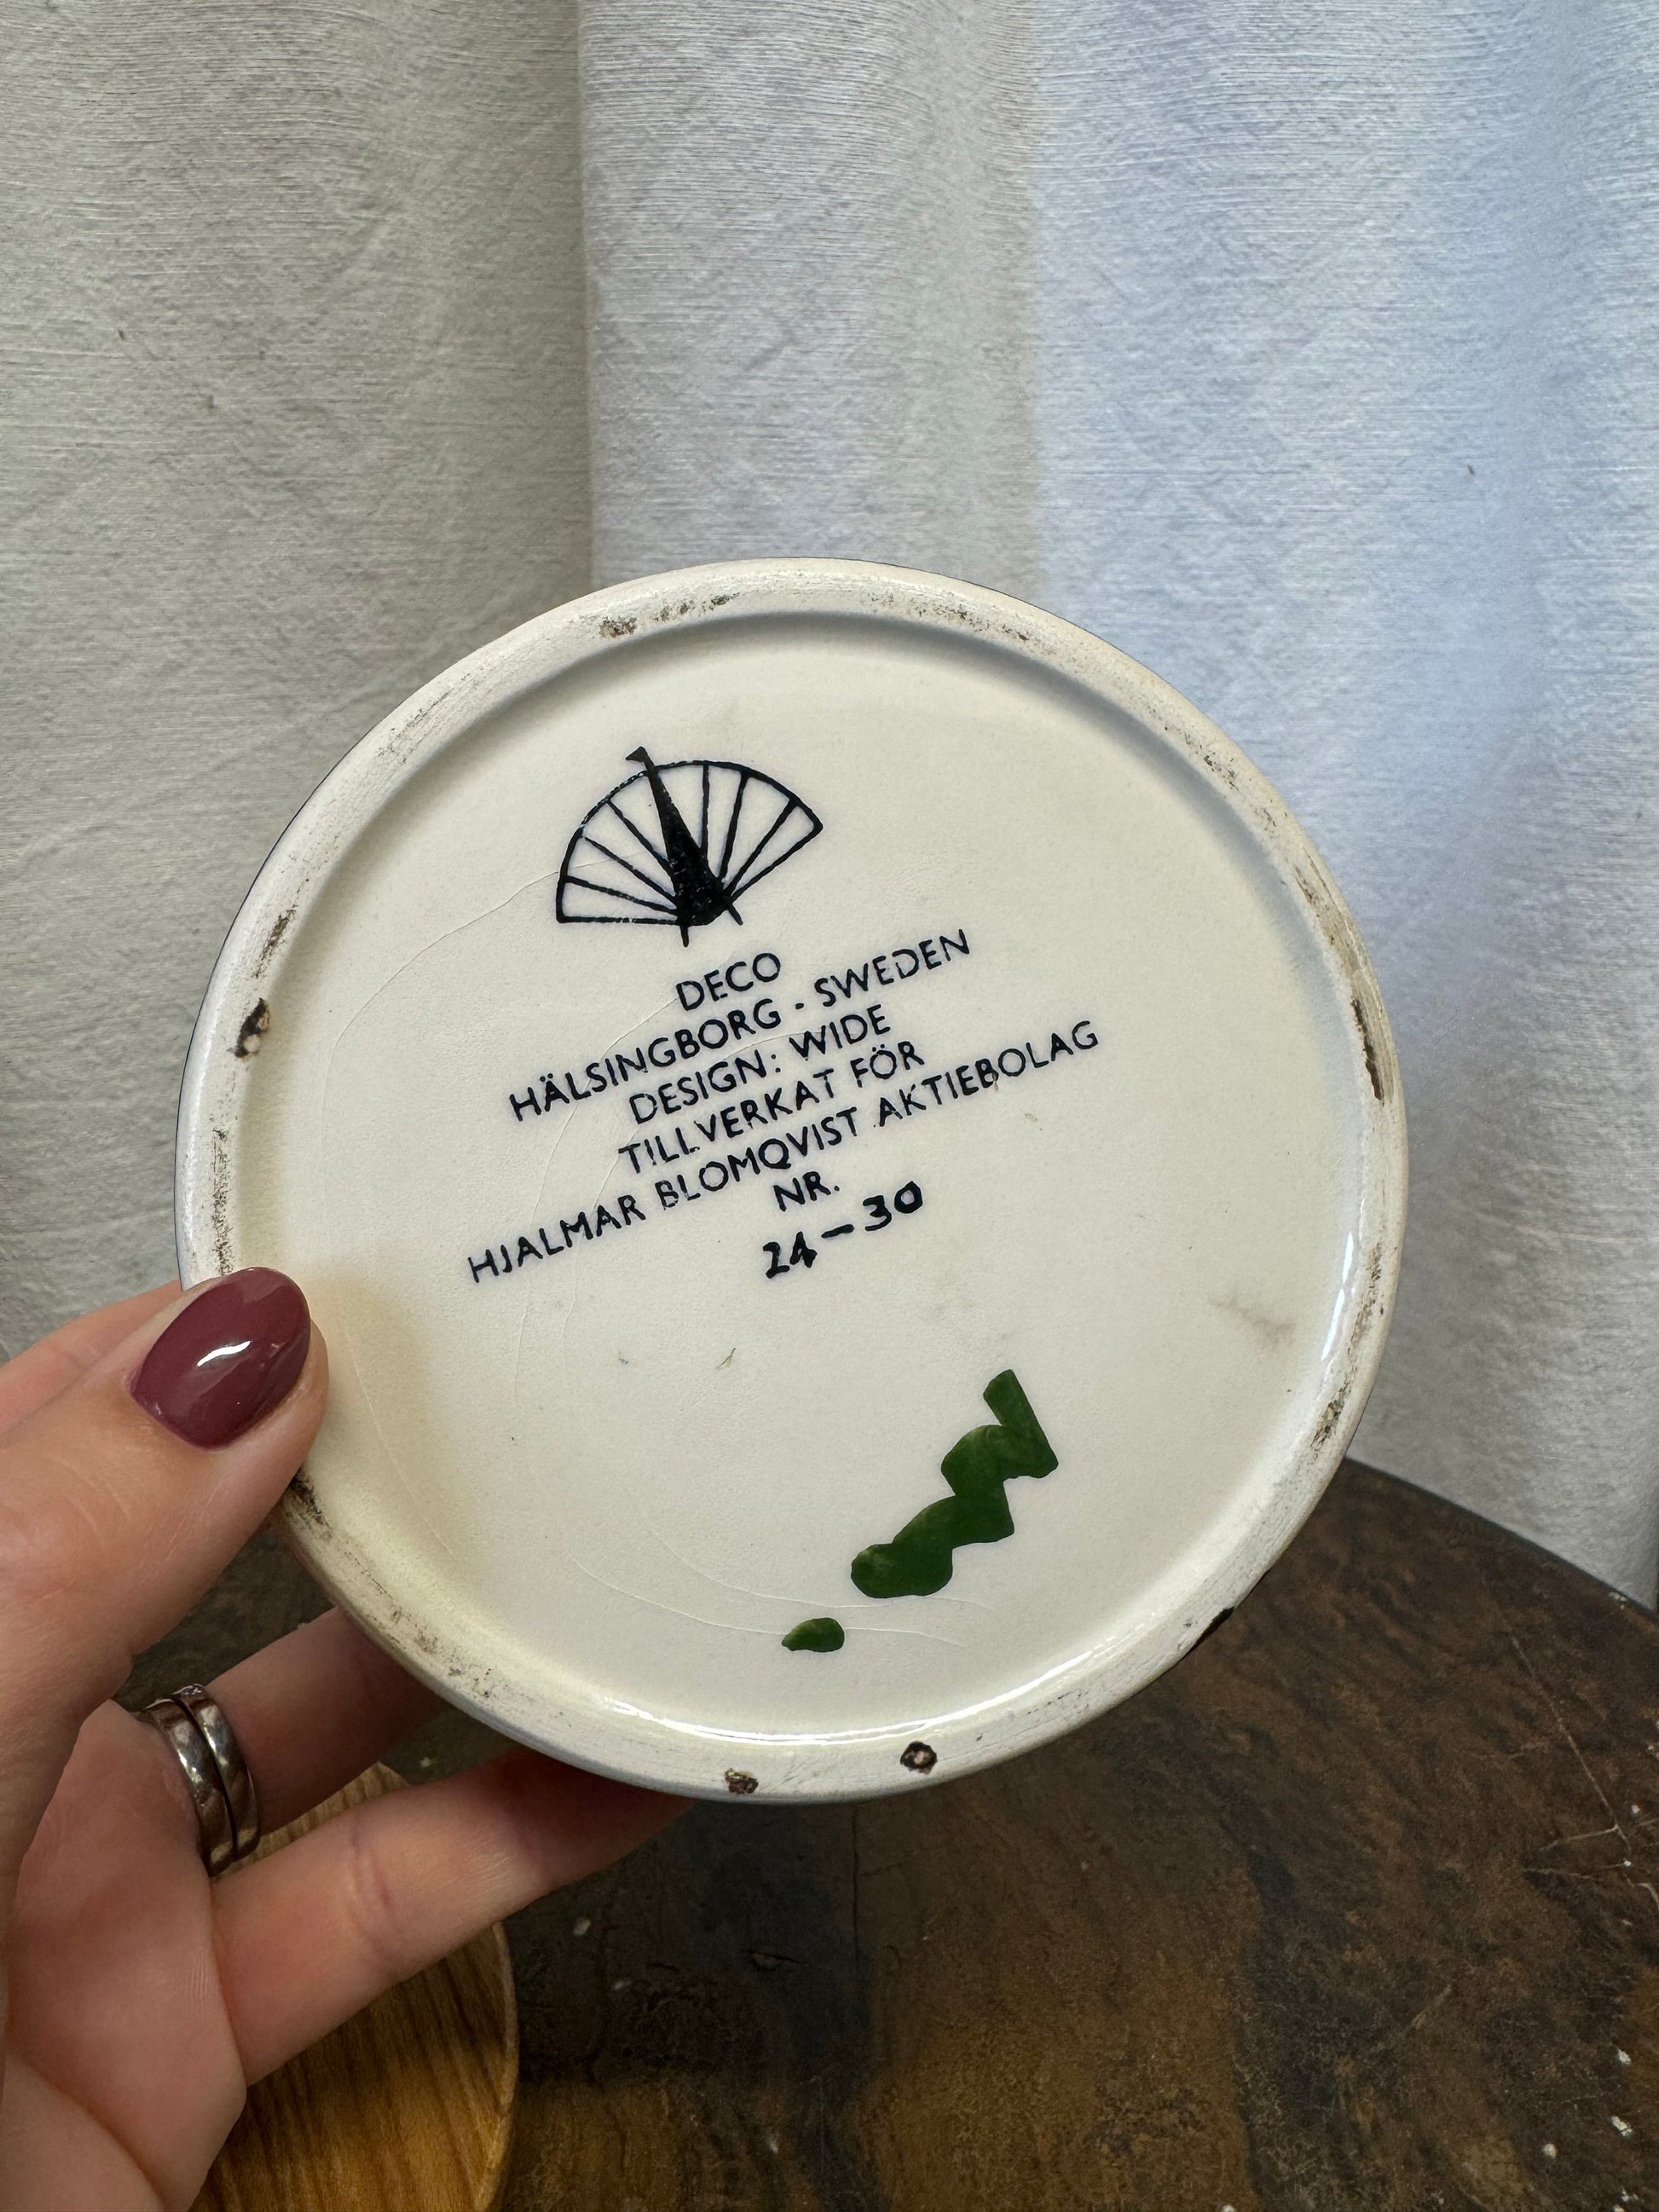 DECO
HÄLSINGBORG - SWEDEN
DESIGN: WIDE
TILLVERKAT FÖR
HJALMAR BLOMQVIST AKTIEBOLAG
NR.
24-30